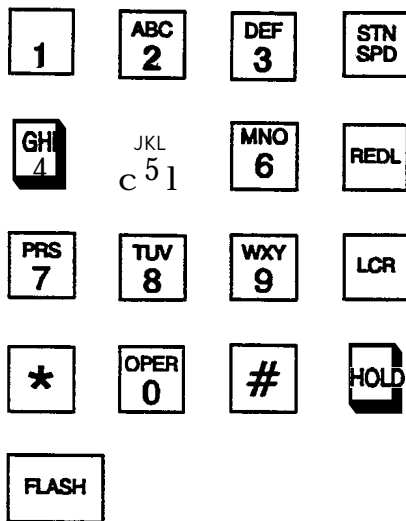 ABC DEF STN
1 2 3 SPD
GHI JKL MNO
4 c 5 l 6 REDL
PRS TUV WXY
7 8 9 LCR
* OPER # HOLD
0
FLASH